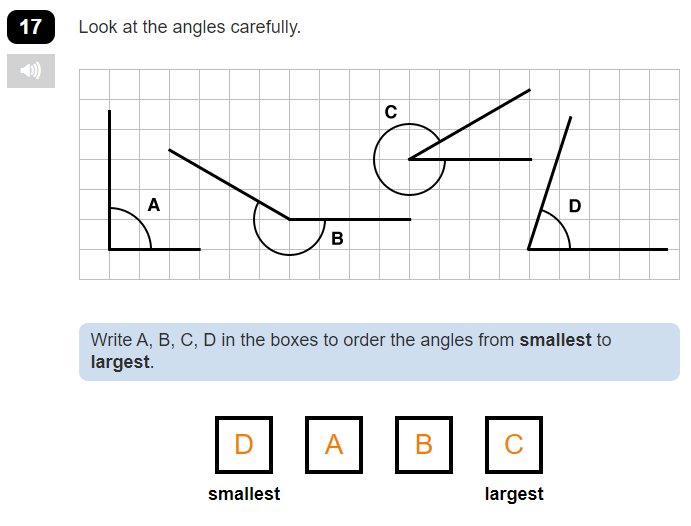 17 Look at the angles carefully.
C
A
D
B
Write A, B, C, D in the boxes to order the angles from smallest to
largest.
D A B C
smallest largest